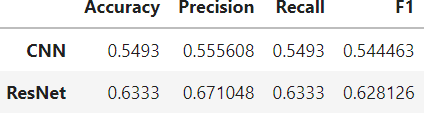 Accuracy Precision Recall F1
CNN 0.5493 0.555608 0.5493 0.544463
ResNet 0.6333 0.671048 0.6333 0.628126